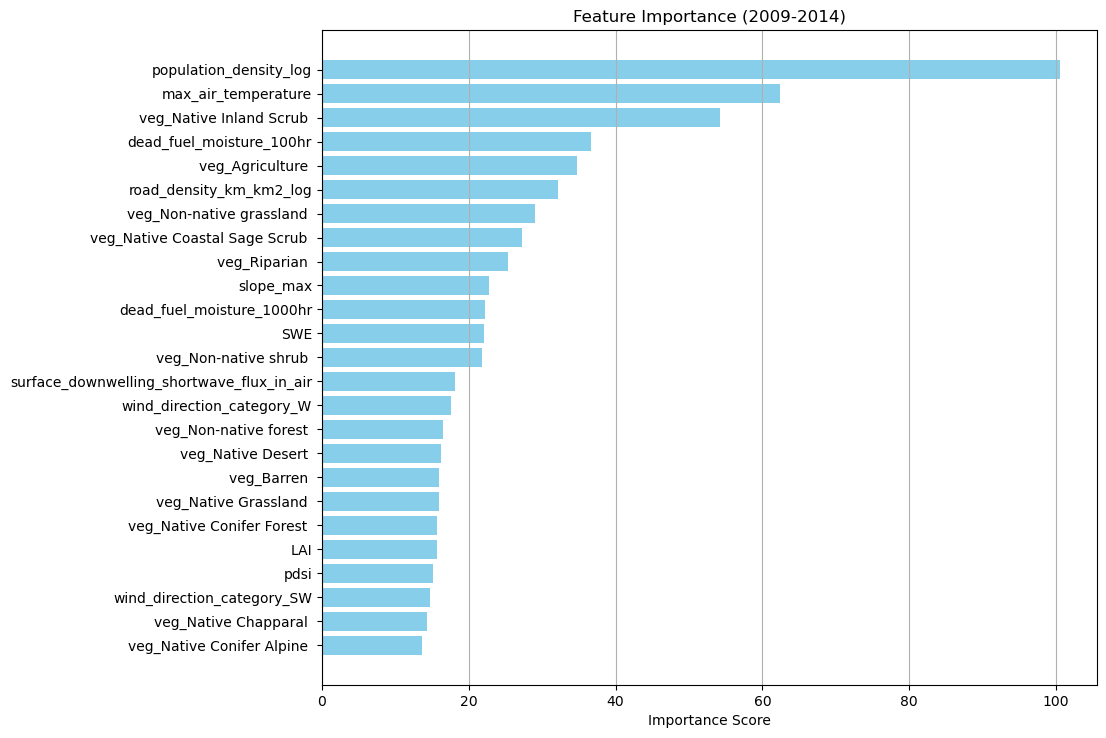 Feature Importance (2009-2014)
population_density_log
max_air_temperature
veg_Native Inland Scrub
dead_fuel_moisture_100hr
veg_Agriculture
road_density_km_km2_log
veg_Non-native grassland
veg_Native Coastal Sage Scrub
veg_Riparian
slope_max
dead_fuel_moisture_1000hr
SWE
veg_Non-native shrub
surface_downwelling_shortwave_flux_in_air
wind_direction_category_W
veg_Non-native forest
veg_Native Desert
veg_Barren
veg_Native Grassland
veg_Native Conifer Forest
LAI
pdsi
wind_direction_category_SW
veg_Native Chapparal
veg_Native Conifer Alpine
0 20 40 60 80 100
Importance Score